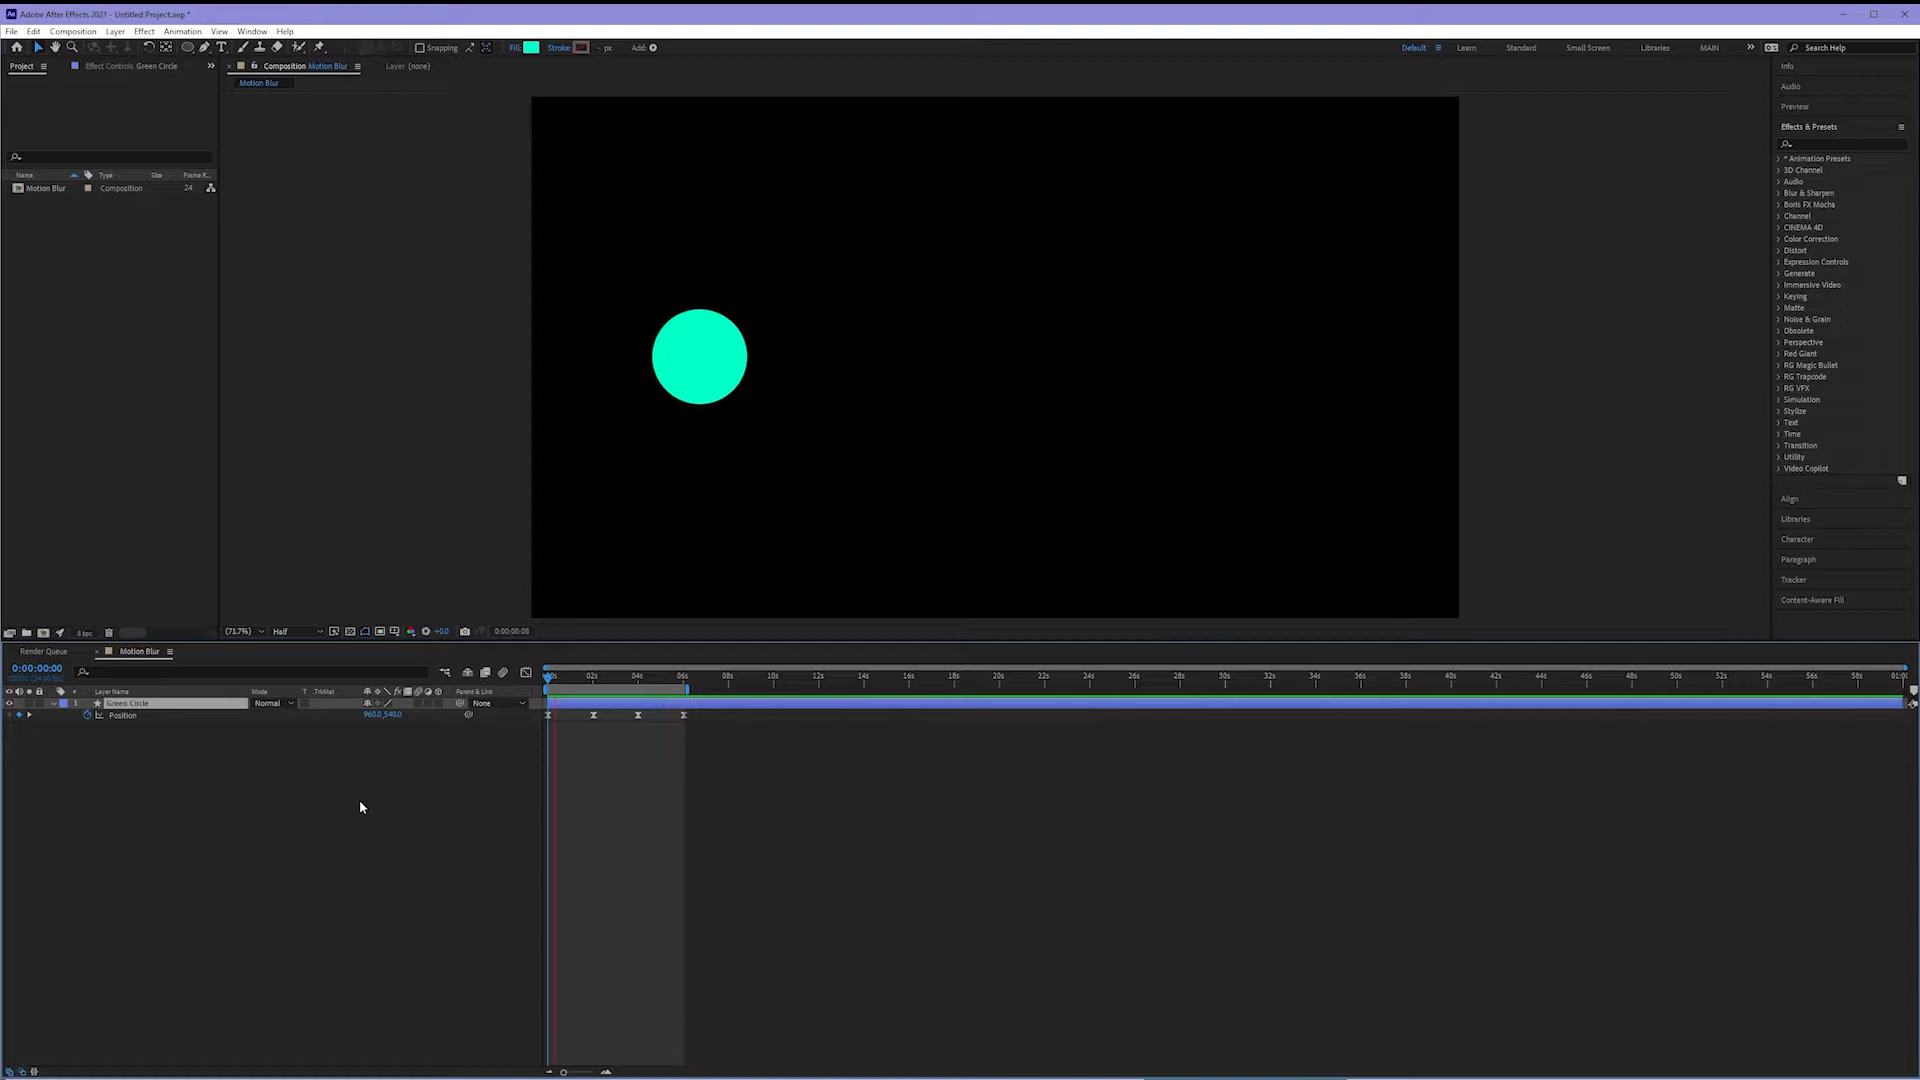 Adobe After Effects 2021 - Untitled Project.aep *
File Edit Composition Layer Effect Animation View Window Help
Snapping Fill: Stroke: - px Add: Default Learn Standard Small Screen Libraries MAIN Search Help
Project Effect Controls Green Circle Composition Motion Blur Layer (none)
Motion Blur
Name Type Size Frame R...
Motion Blur Composition 24
8 bpc
(71.7%) Half +0.0 0:00:00:08
Info
Audio
Preview
Effects & Presets
* Animation Presets
3D Channel
Audio
Blur & Sharpen
Boris FX Mocha
Channel
CINEMA 4D
Color Correction
Distort
Expression Controls
Generate
Immersive Video
Keying
Matte
Noise & Grain
Obsolete
Perspective
Red Giant
RG Magic Bullet
RG Trapcode
RG VFX
Simulation
Stylize
Text
Time
Transition
Utility
Video Copilot
Align
Libraries
Character
Paragraph
Tracker
Content-Aware Fill
Render Queue Motion Blur
0:00:00:00
02s 04s 06s 08s 10s 12s 14s 16s 18s 20s 22s 24s 26s 28s 30s 32s 34s 36s 38s 40s 42s 44s 46s 48s 50s 52s 54s 56s 58s 01:00
# Layer Name Mode T .TrkMat Parent & Link
1 Green Circle Normal None
Position 960.0,540.0